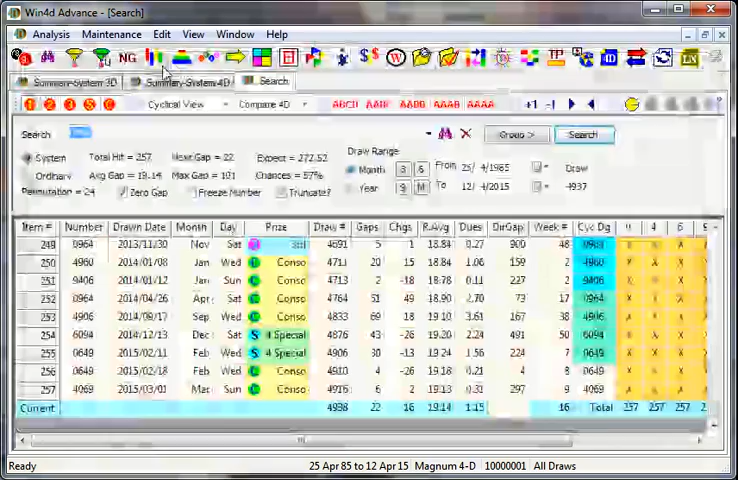 Win4d Advance - [Search]
Analysis Maintenance Edit View Window Help
Summary-System 3D Summary-System 4D Search
Cyclical View Compare 4D ABCD AABB AAAB AAAA +1 -1
Search Group > Search
System Total Hit = 257 Next Gap = 22 Expect = 272.52 Draw Range
Ordinary Avg Gap = 19.14 Max Gap = 101 Chances = 57% Month 3 6 From 25/ 4/1965 Draw
Permutation = 24 Zero Gap Freeze Number Truncate? Year 9 M To 12/ 4/2015 4937
Item # Number Drawn Date Month Day Prize Draw # Gaps Chgs R.Avg Dues DirGap Week # Cyc Dg 0 4 6 9
249 0964 2013/11/30 Nov Sat 3rd 4691 5 1 18.84 0.27 900 48 0964 X X X
250 4960 2014/01/08 Jan Wed Conso 4711 20 15 18.84 1.06 159 2 4960 X X X
251 9406 2014/01/12 Jan Sun Conso 4713 2 -18 18.78 0.11 227 2 9406 X X X
252 0964 2014/04/26 Apr Sat Conso 4764 51 49 18.90 2.70 73 17 0964 X X X
253 4906 2014/09/17 Sep Wed Conso 4833 69 18 19.10 3.61 167 38 4906 X X X
254 6094 2014/12/13 Dec Sat 4 Special 4876 43 -26 19.20 2.24 491 50 6094 X X X
255 0649 2015/02/11 Feb Wed 4 Special 4906 30 -13 19.24 1.56 224 7 0649 X X X
256 0649 2015/02/18 Feb Wed Conso 4910 4 -26 19.18 0.21 4 8 0649 X X X
257 4069 2015/03/01 Mar Sun Conso 4916 6 2 19.13 0.31 297 9 4069 X X X
Current 4938 22 16 19.14 1.15 16 Total 257 257 257
Ready 25 Apr 85 to 12 Apr 15 Magnum 4-D 10000001 All Draws